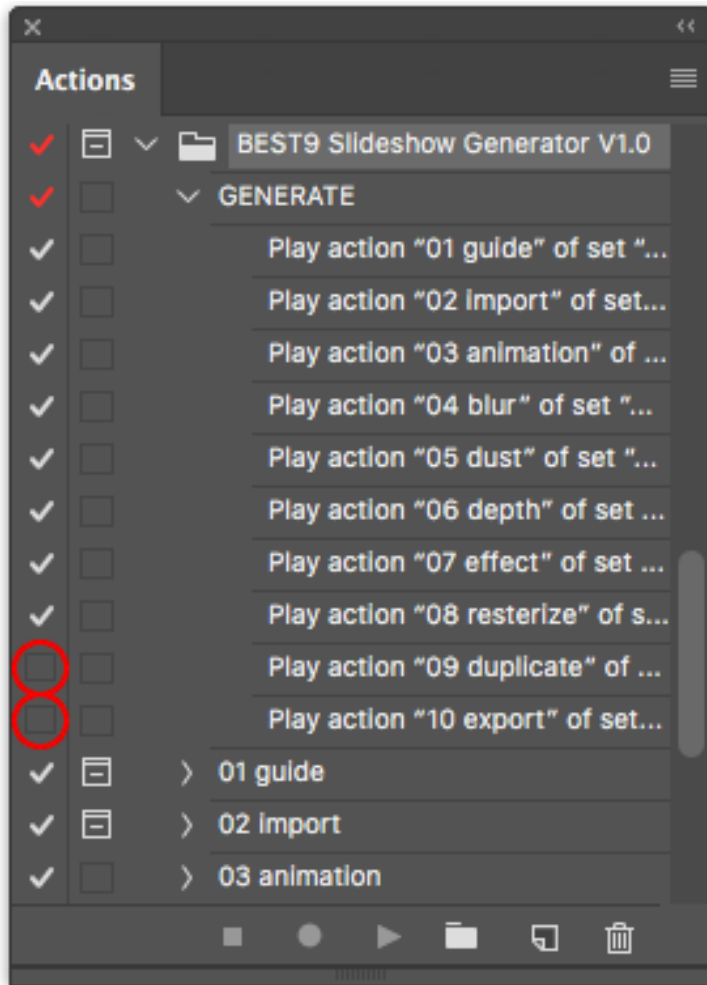 Actions
BEST9 Slideshow Generator V1.0
GENERATE
Play action “01 guide” of set “...
Play action “02 import” of set...
Play action “03 animation” of ...
Play action “04 blur” of set “...
Play action “05 dust” of set “...
Play action “06 depth” of set ...
Play action “07 effect” of set ...
Play action “08 resterize” of s...
Play action “09 duplicate” of ...
Play action “10 export” of set...
01 guide
02 import
03 animation